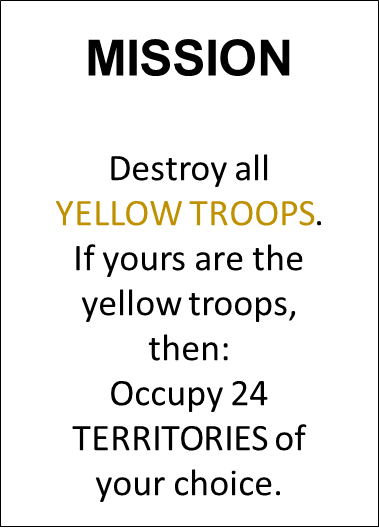 MISSION
Destroy all
YELLOW TROOPS.
If yours are the
yellow troops,
then:
Occupy 24
TERRITORIES of
your choice.